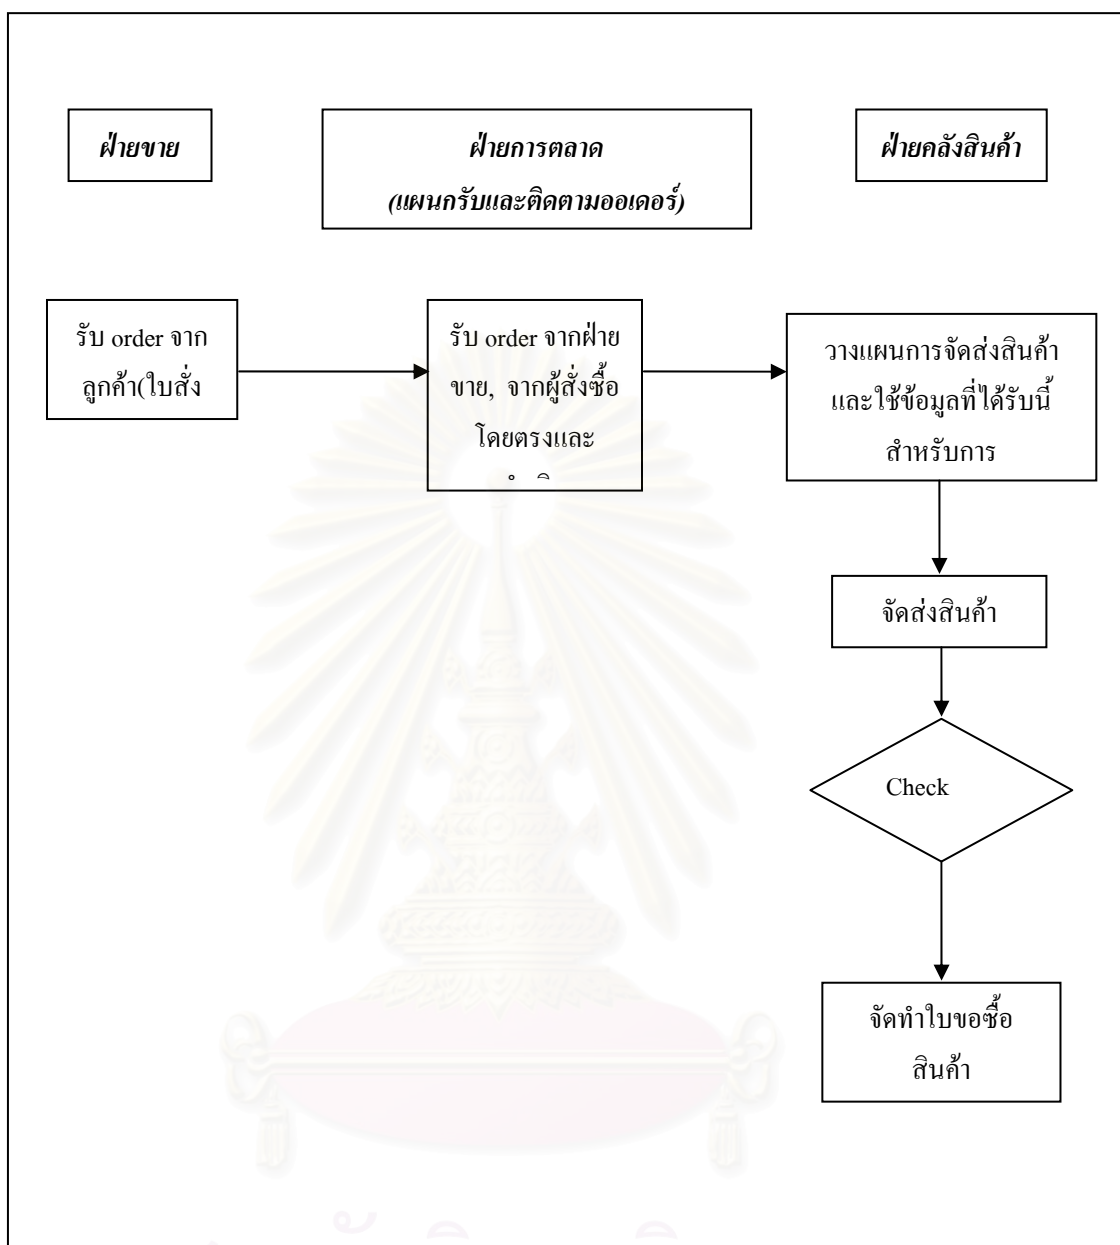 ฝ่ายขาย
ฝ่ายการตลาด
(แผนกรับและติดตามออเดอร์)
ฝ่ายคลังสินค้า
รับ order จาก
ลูกค้า(ใบสั่ง
รับ order จากฝ่าย
ขาย, จากผู้สั่งซื้อ
โดยตรงและ
วางแผนการจัดส่งสินค้า
และใช้ข้อมูลที่ได้รับนี้
สำหรับการ
จัดส่งสินค้า
Check
จัดทำใบขอซื้อ
สินค้า